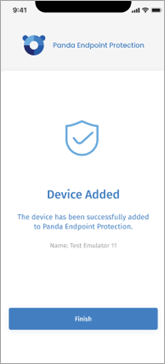 9:41
Panda Endpoint Protection
Device Added
The device has been successfully added
to Panda Endpoint Protection.
Name: Test Emulator 11
Finish